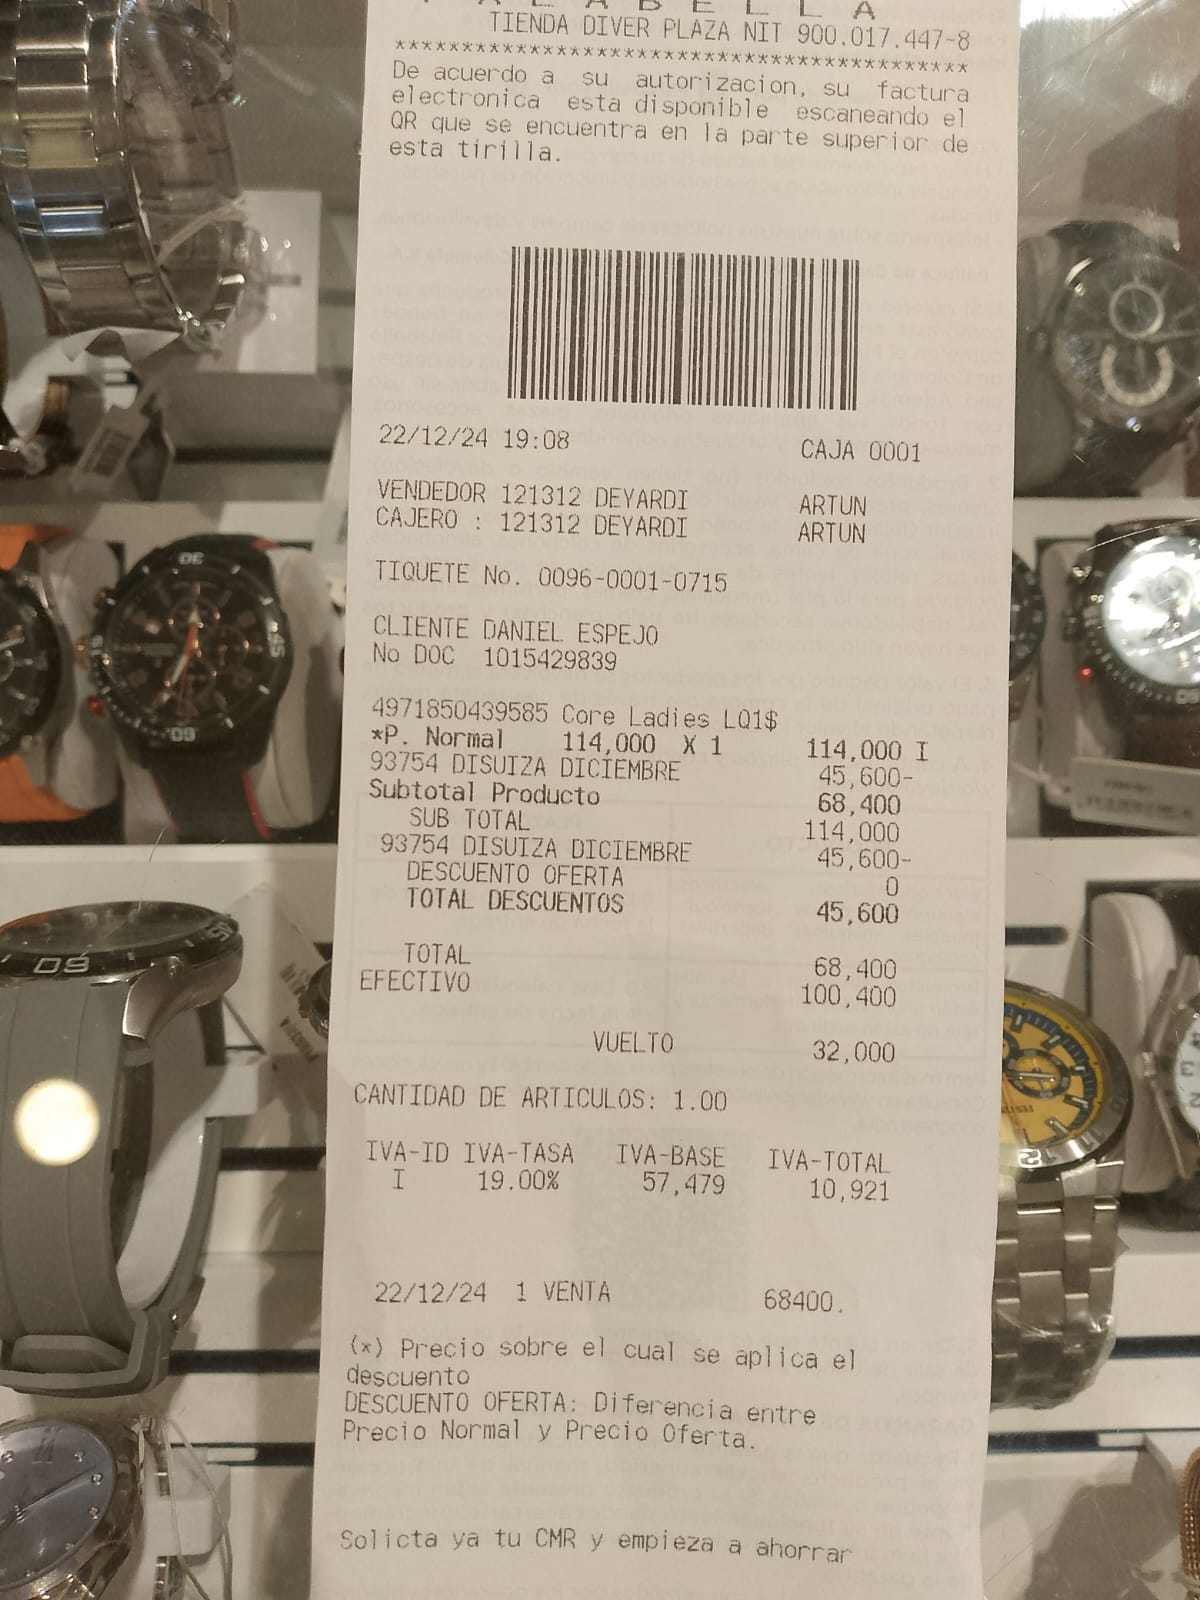 F A L A B E L L A
TIENDA DIVER PLAZA NIT 900.017.447-8
*******************************************
De acuerdo a su autorizacion, su factura
electronica esta disponible escaneando el
QR que se encuentra en la parte superior de
esta tirilla.
22/12/24 19:08 CAJA 0001
VENDEDOR 121312 DEYARDI ARTUN
CAJERO : 121312 DEYARDI ARTUN
TIQUETE No. 0096-0001-0715
CLIENTE DANIEL ESPEJO
No DOC 1015429839
4971850439585 Core Ladies LQ1$
*P. Normal 114,000 X 1 114,000 I
93754 DISUIZA DICIEMBRE 45,600-
Subtotal Producto 68,400
SUB TOTAL 114,000
93754 DISUIZA DICIEMBRE 45,600-
DESCUENTO OFERTA 0
TOTAL DESCUENTOS 45,600
TOTAL 68,400
EFECTIVO 100,400
VUELTO 32,000
CANTIDAD DE ARTICULOS: 1.00
IVA-ID IVA-TASA IVA-BASE IVA-TOTAL
I 19.00% 57,479 10,921
22/12/24 1 VENTA 68400.
(*) Precio sobre el cual se aplica el
descuento
DESCUENTO OFERTA: Diferencia entre
Precio Normal y Precio Oferta.
Solicta ya tu CMR y empieza a ahorrar